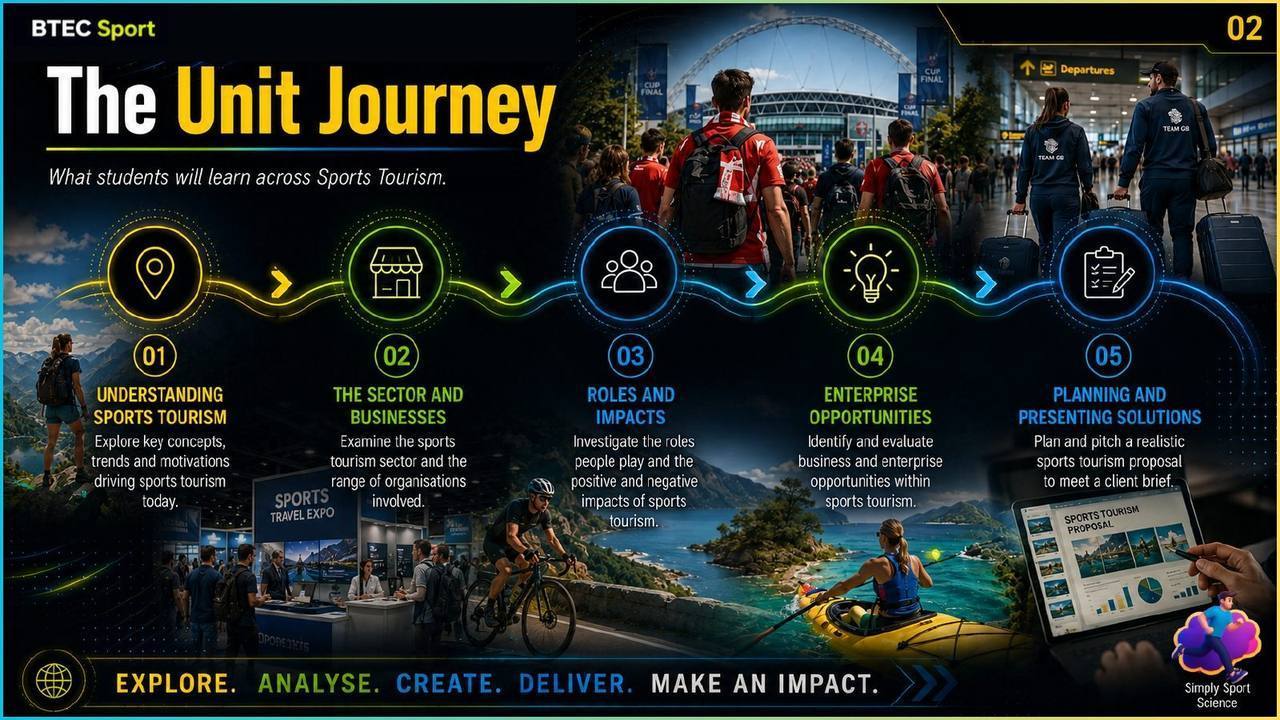 BTEC Sport
02
The Unit Journey
What students will learn across Sports Tourism.
CUP
FINAL
CUP
FINAL
Departures
TEAM GB
TEAM GB
01
UNDERSTANDING
SPORTS TOURISM
Explore key concepts,
trends and motivations
driving sports tourism
today.
02
THE SECTOR AND
BUSINESSES
Examine the sports
tourism sector and the
range of organisations
involved.
03
ROLES AND
IMPACTS
Investigate the roles
people play and the
positive and negative
impacts of sports
tourism.
04
ENTERPRISE
OPPORTUNITIES
Identify and evaluate
business and enterprise
opportunities within
sports tourism.
05
PLANNING AND
PRESENTING SOLUTIONS
Plan and pitch a realistic
sports tourism proposal
to meet a client brief.
SPORTS
TRAVEL EXPO
SPORTS TOURISM
PROPOSAL
EXPLORE. ANALYSE. CREATE. DELIVER. MAKE AN IMPACT.
Simply Sport
Science